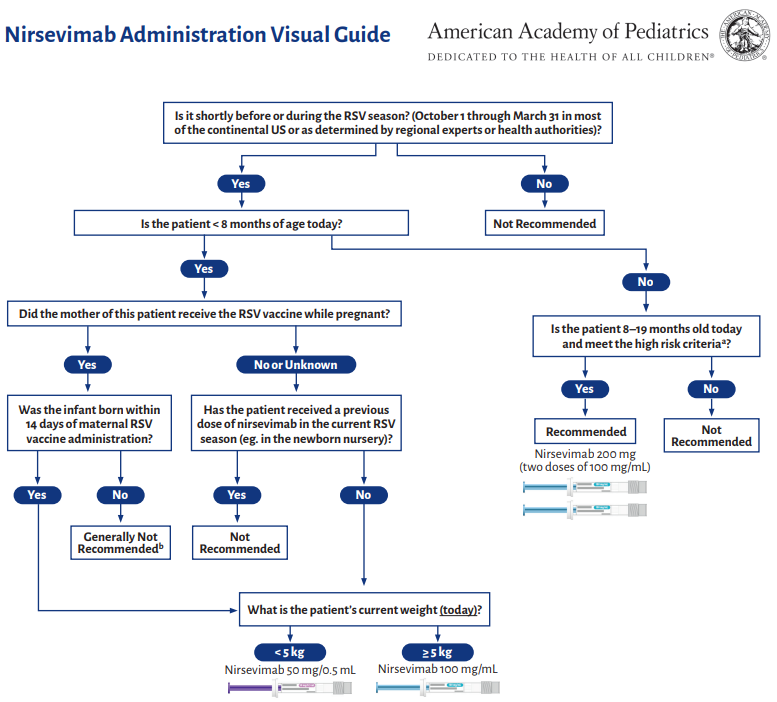 Nirsevimab Administration Visual Guide
American Academy of Pediatrics
DEDICATED TO THE HEALTH OF ALL CHILDREN®
Is it shortly before or during the RSV season? (October 1 through March 31 in most
of the continental US or as determined by regional experts or health authorities)?
Yes
No
Is the patient < 8 months of age today?
Not Recommended
Yes
No
Did the mother of this patient receive the RSV vaccine while pregnant?
Is the patient 8–19 months old today
and meet the high risk criteriaª?
Yes
No or Unknown
Yes
No
Was the infant born within
14 days of maternal RSV
vaccine administration?
Has the patient received a previous
dose of nirsevimab in the current RSV
season (eg. in the newborn nursery)?
Recommended
Not
Recommended
Nirsevimab 200 mg
(two doses of 100 mg/mL)
Yes
No
Yes
No
Generally Not
Recommendedᵇ
Not
Recommended
What is the patient's current weight (today)?
< 5 kg
≥ 5 kg
Nirsevimab 50 mg/0.5 mL
Nirsevimab 100 mg/mL